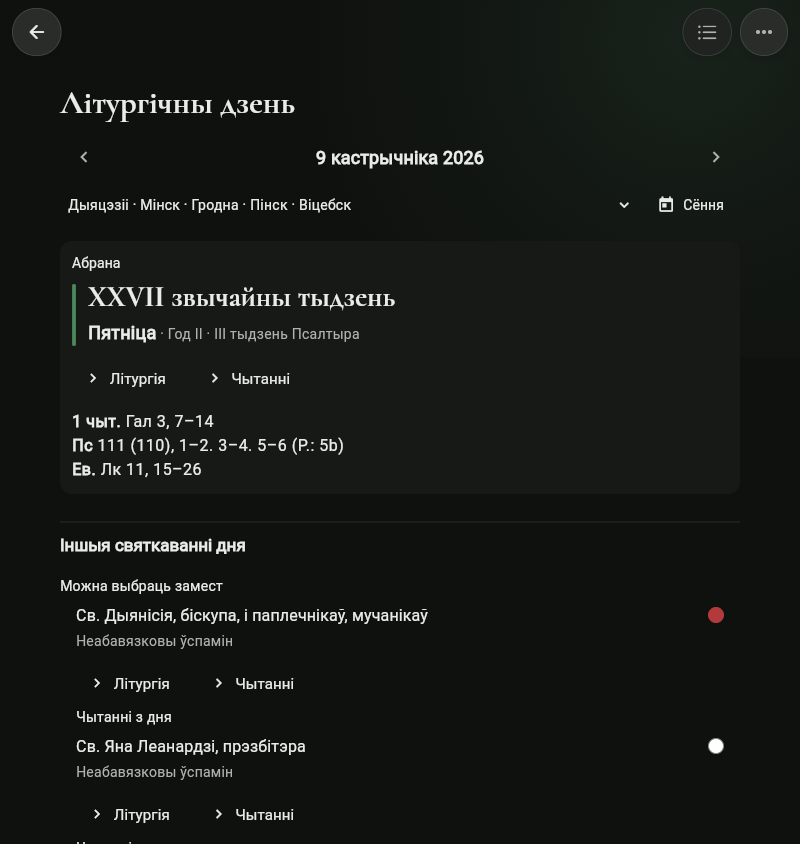 Літургічны дзень
9 кастрычніка 2026
Дыяцэзіі · Мінск · Гродна · Пінск · Віцебск
Сёння
Абрана
XXVII звычайны тыдзень
Пятніца · Год II · III тыдзень Псалтыра
Літургія Чытанні
1 чыт. Гал 3, 7–14
Пс 111 (110), 1–2. 3–4. 5–6 (Р.: 5b)
Ев. Лк 11, 15–26
Іншыя святкаванні дня
Можна выбраць замест
Св. Дыянісія, біскупа, і паплечнікаў, мучанікаў
Неабавязковы ўспамін
Літургія Чытанні
Чытанні з дня
Св. Яна Леанардзі, прэзбітэра
Неабавязковы ўспамін
Літургія Чытанні